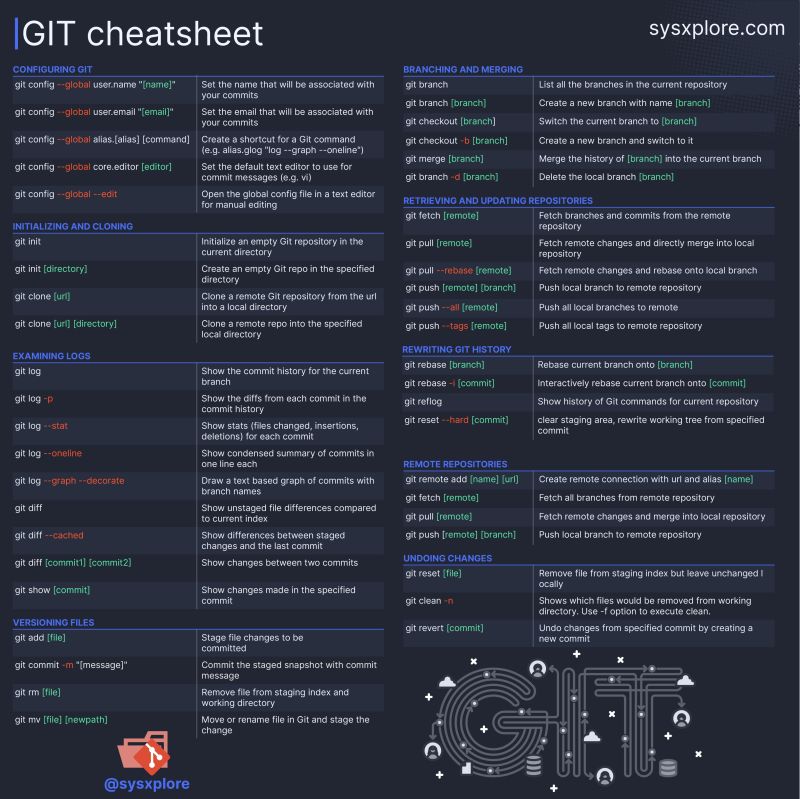 GIT cheatsheet
sysxplore.com
CONFIGURING GIT
git config --global user.name "[name]"
Set the name that will be associated with
your commits
git config --global user.email "[email]"
Set the email that will be associated with
your commits
git config --global alias.[alias] [command]
Create a shortcut for a Git command
(e.g. alias.glog "log --graph --oneline")
git config --global core.editor [editor]
Set the default text editor to use for
commit messages (e.g. vi)
git config --global --edit
Open the global config file in a text editor
for manual editing
INITIALIZING AND CLONING
git init
Initialize an empty Git repository in the
current directory
git init [directory]
Create an empty Git repo in the specified
directory
git clone [url]
Clone a remote Git repository from the url
into a local directory
git clone [url] [directory]
Clone a remote repo into the specified
local directory
EXAMINING LOGS
git log
Show the commit history for the current
branch
git log -p
Show the diffs from each commit in the
commit history
git log --stat
Show stats (files changed, insertions,
deletions) for each commit
git log --oneline
Show condensed summary of commits in
one line each
git log --graph --decorate
Draw a text based graph of commits with
branch names
git diff
Show unstaged file differences compared
to current index
git diff --cached
Show differences between staged
changes and the last commit
git diff [commit1] [commit2]
Show changes between two commits
git show [commit]
Show changes made in the specified
commit
VERSIONING FILES
git add [file]
Stage file changes to be
committed
git commit -m "[message]"
Commit the staged snapshot with commit
message
git rm [file]
Remove file from staging index and
working directory
git mv [file] [newpath]
Move or rename file in Git and stage the
change
@sysxplore
BRANCHING AND MERGING
git branch
List all the branches in the current repository
git branch [branch]
Create a new branch with name [branch]
git checkout [branch]
Switch the current branch to [branch]
git checkout -b [branch]
Create a new branch and switch to it
git merge [branch]
Merge the history of [branch] into the current branch
git branch -d [branch]
Delete the local branch [branch]
RETRIEVING AND UPDATING REPOSITORIES
git fetch [remote]
Fetch branches and commits from the remote
repository
git pull [remote]
Fetch remote changes and directly merge into local
repository
git pull --rebase [remote]
Fetch remote changes and rebase onto local branch
git push [remote] [branch]
Push local branch to remote repository
git push --all [remote]
Push all local branches to remote
git push --tags [remote]
Push all local tags to remote repository
REWRITING GIT HISTORY
git rebase [branch]
Rebase current branch onto [branch]
git rebase -i [commit]
Interactively rebase current branch onto [commit]
git reflog
Show history of Git commands for current repository
git reset --hard [commit]
clear staging area, rewrite working tree from specified
commit
REMOTE REPOSITORIES
git remote add [name] [url]
Create remote connection with url and alias [name]
git fetch [remote]
Fetch all branches from remote repository
git pull [remote]
Fetch remote changes and merge into local repository
git push [remote] [branch]
Push local branch to remote repository
UNDOING CHANGES
git reset [file]
Remove file from staging index but leave unchanged l
ocally
git clean -n
Shows which files would be removed from working
directory. Use -f option to execute clean.
git revert [commit]
Undo changes from specified commit by creating a
new commit
GIT